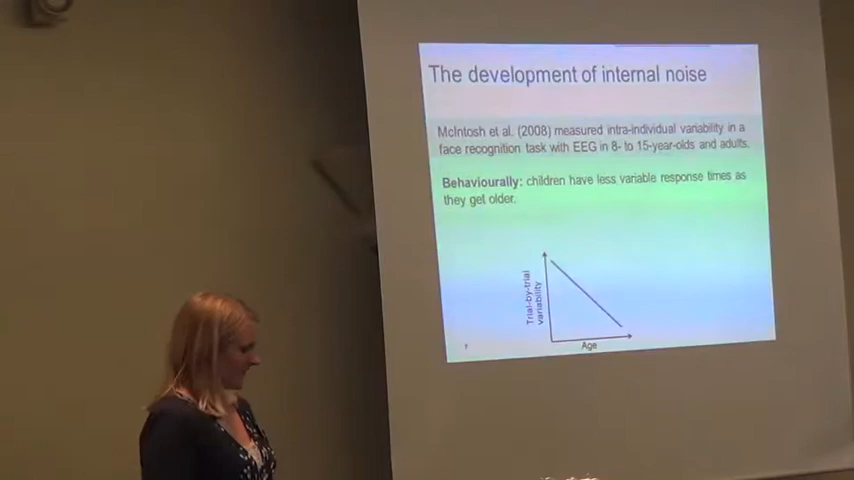 The development of internal noise
McIntosh et al. (2008) measured intra-individual variability in a
face recognition task with EEG in 8- to 15-year-olds and adults.
Behaviourally: children have less variable response times as
they get older.
Trial-by-trial
variability
Age
7